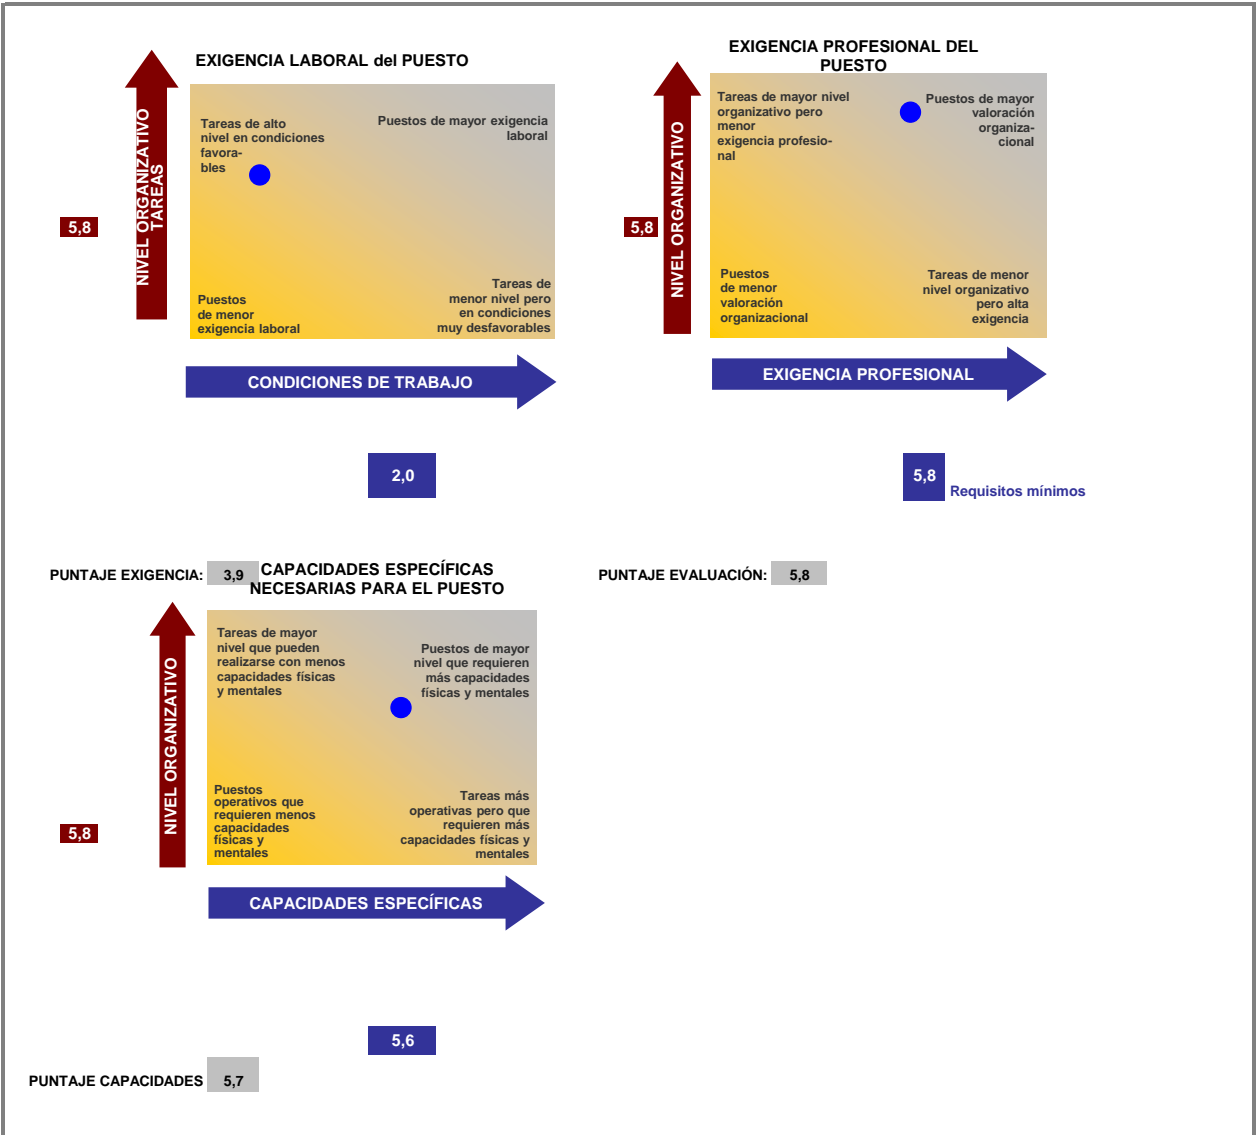 EXIGENCIA LABORAL del PUESTO
NIVEL ORGANIZATIVO
TAREAS
Tareas de alto
nivel en condiciones
favora-
bles
Puestos de mayor exigencia
laboral
5,8
Puestos
de menor
exigencia laboral
Tareas de
menor nivel pero
en condiciones
muy desfavorables
CONDICIONES DE TRABAJO
2,0
EXIGENCIA PROFESIONAL DEL
PUESTO
NIVEL ORGANIZATIVO
Tareas de mayor nivel
organizativo pero
menor
exigencia profesio-
nal
Puestos de mayor
valoración
organiza-
cional
5,8
Puestos
de menor
valoración
organizacional
Tareas de menor
nivel organizativo
pero alta
exigencia
EXIGENCIA PROFESIONAL
5,8
Requisitos mínimos
PUNTAJE EXIGENCIA: 3,9
PUNTAJE EVALUACIÓN: 5,8
CAPACIDADES ESPECÍFICAS
NECESARIAS PARA EL PUESTO
NIVEL ORGANIZATIVO
Tareas de mayor
nivel que pueden
realizarse con menos
capacidades físicas
y mentales
Puestos de mayor
nivel que requieren
más capacidades
físicas y mentales
5,8
Puestos
operativos que
requieren menos
capacidades
físicas y
mentales
Tareas más
operativas pero que
requieren más
capacidades físicas y
mentales
CAPACIDADES ESPECÍFICAS
5,6
PUNTAJE CAPACIDADES 5,7